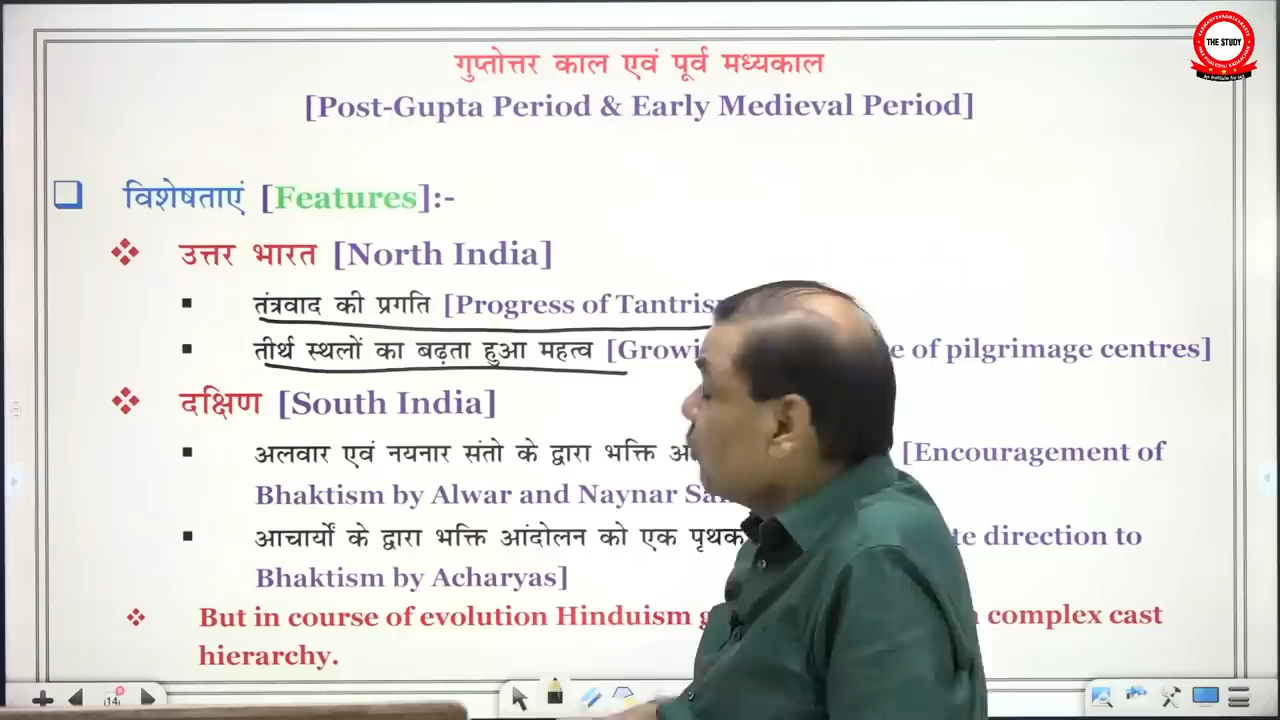 THE STUDY
गुप्तोत्तर काल एवं पूर्व मध्यकाल
[Post-Gupta Period & Early Medieval Period]
विशेषताएं [Features]:-
उत्तर भारत [North India]
तंत्रवाद की प्रगति [Progress of Tantris
तीर्थ स्थलों का बढ़ता हुआ महत्व [Growi e of pilgrimage centres]
दक्षिण [South India]
अलवार एवं नयनार संतो के द्वारा भक्ति [Encouragement of
Bhaktism by Alwar and Naynar Sa
आचार्यों के द्वारा भक्ति आंदोलन को एक पृथक te direction to
Bhaktism by Acharyas]
But in course of evolution Hinduism g complex cast
hierarchy.
14